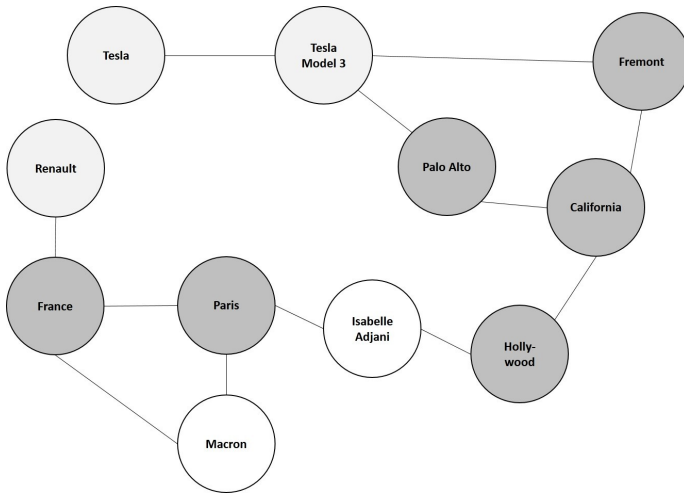 Tesla
Tesla
Model 3
Fremont
Renault
Palo Alto
California
France
Paris
Isabelle
Adjani
Holly-
wood
Macron